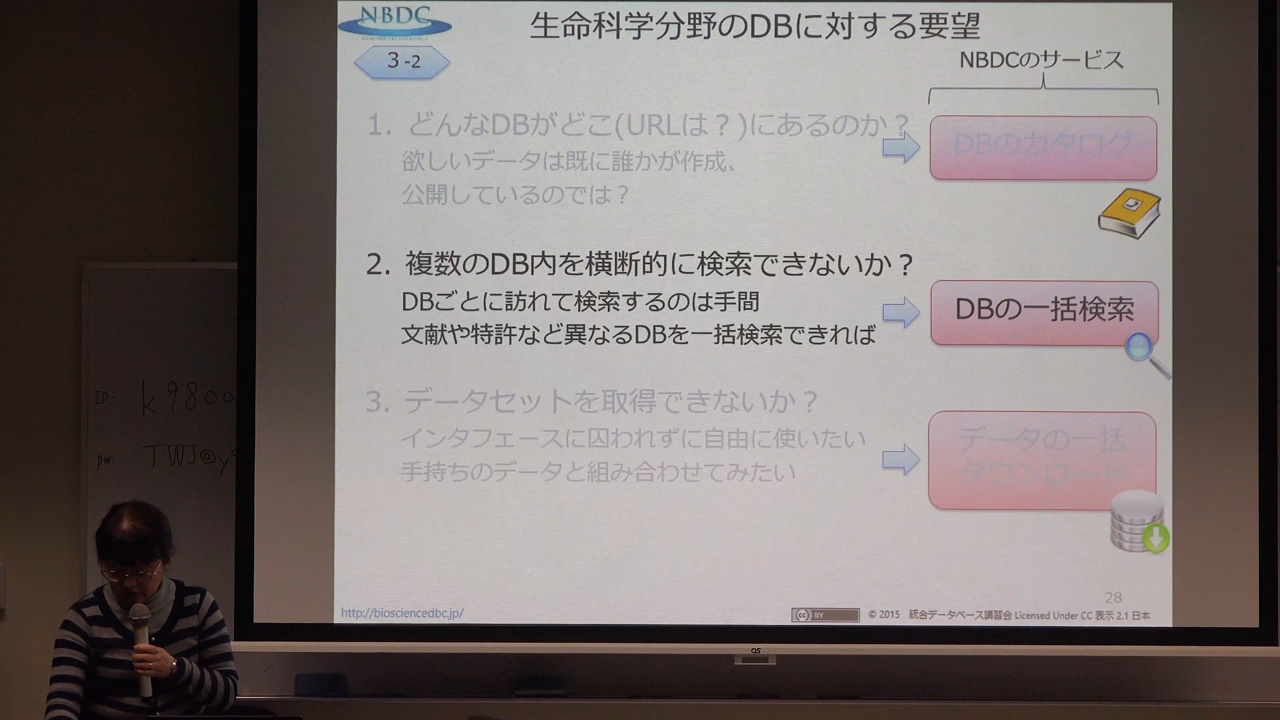 NBDC
生命科学分野のDBに対する要望
3-2
NBDCのサービス
1. どんなDBがどこ(URLは？)にあるのか？
欲しいデータは既に誰かが作成、
公開しているのでは？
DBのカタログ
2. 複数のDB内を横断的に検索できないか？
DBごとに訪れて検索するのは手間
文献や特許など異なるDBを一括検索できれば
DBの一括検索
3. データセットを取得できないか？
インタフェースに囚われずに自由に使いたい
手持ちのデータと組み合わせてみたい
データの一括
ダウンロード
28
http://biosciencedbc.jp/
cc BY
© 2015 統合データベース講習会 Licensed Under CC 表示 2.1 日本
ID: k9800
pw: TWJ@y